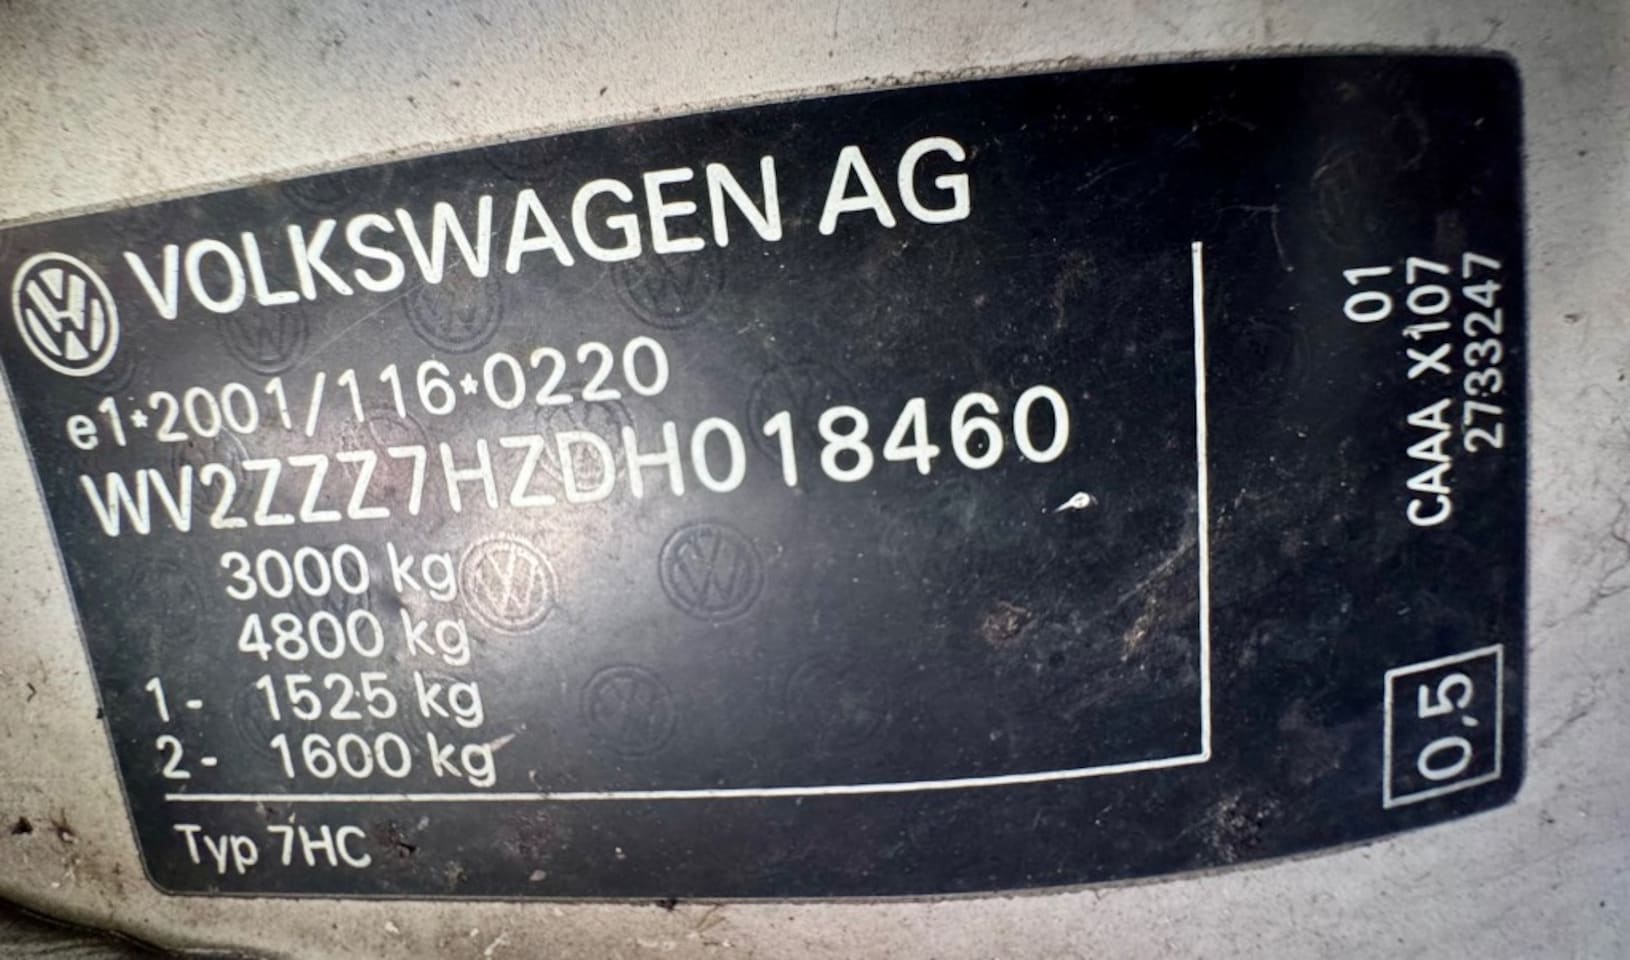 VOLKSWAGEN AG
e1*2001/116*0220
WV2ZZZ7HZDH018460
3000 kg
4800 kg
1- 1525 kg
2- 1600 kg
Typ 7HC
01
CAAA X107
2733247
0,5